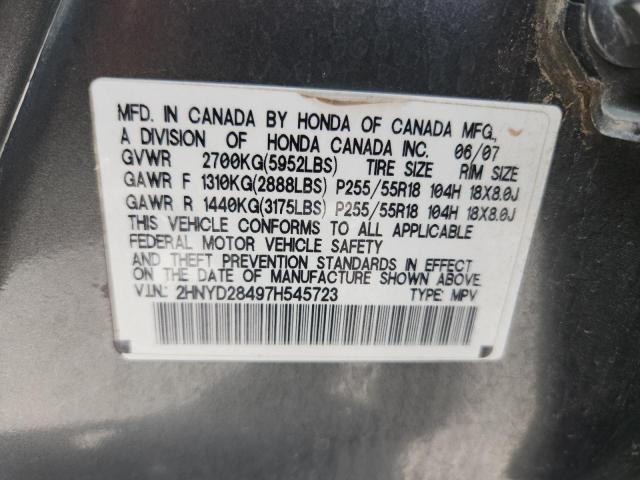 MFD. IN CANADA BY HONDA OF CANADA MFG.,
A DIVISION OF HONDA CANADA INC. 06/07
GVWR 2700KG(5952LBS) TIRE SIZE RIM SIZE
GAWR F 1310KG(2888LBS) P255/55R18 104H 18X8.0J
GAWR R 1440KG(3175LBS) P255/55R18 104H 18X8.0J
THIS VEHICLE CONFORMS TO ALL APPLICABLE
FEDERAL MOTOR VEHICLE SAFETY
AND THEFT PREVENTION STANDARDS IN EFFECT
ON THE DATE OF MANUFACTURE SHOWN ABOVE.
V.I.N.: 2HNYD28497H545723 TYPE: MPV